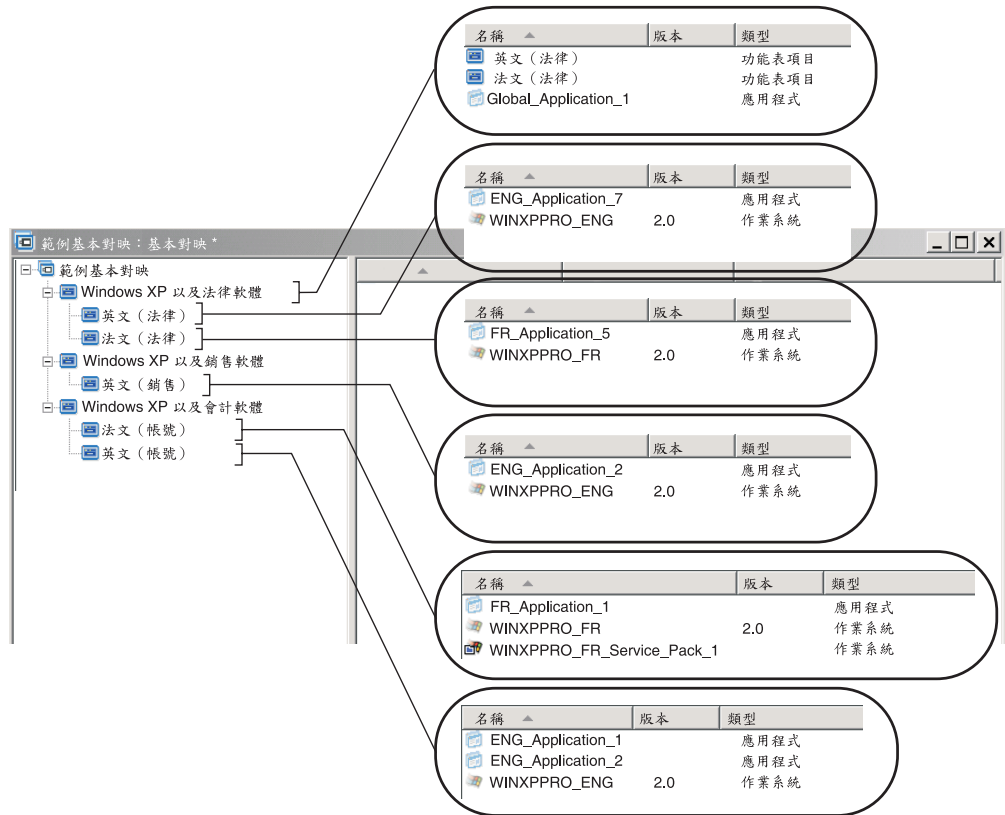 名稱 版本 類型
英文（法律） 功能表項目
法文（法律） 功能表項目
Global_Application_1 應用程式
名稱 版本 類型
ENG_Application_7 應用程式
WINXPPRO_ENG 2.0 作業系統
範例基本對映：基本對映 *
範例基本對映
Windows XP 以及法律軟體
英文（法律）
法文（法律）
Windows XP 以及銷售軟體
英文（銷售）
Windows XP 以及會計軟體
法文（帳號）
英文（帳號）
名稱 版本 類型
FR_Application_5 應用程式
WINXPPRO_FR 2.0 作業系統
名稱 版本 類型
ENG_Application_2 應用程式
WINXPPRO_ENG 2.0 作業系統
名稱 版本 類型
FR_Application_1 應用程式
WINXPPRO_FR 2.0 作業系統
WINXPPRO_FR_Service_Pack_1 作業系統
名稱 版本 類型
ENG_Application_1 應用程式
ENG_Application_2 應用程式
WINXPPRO_ENG 2.0 作業系統